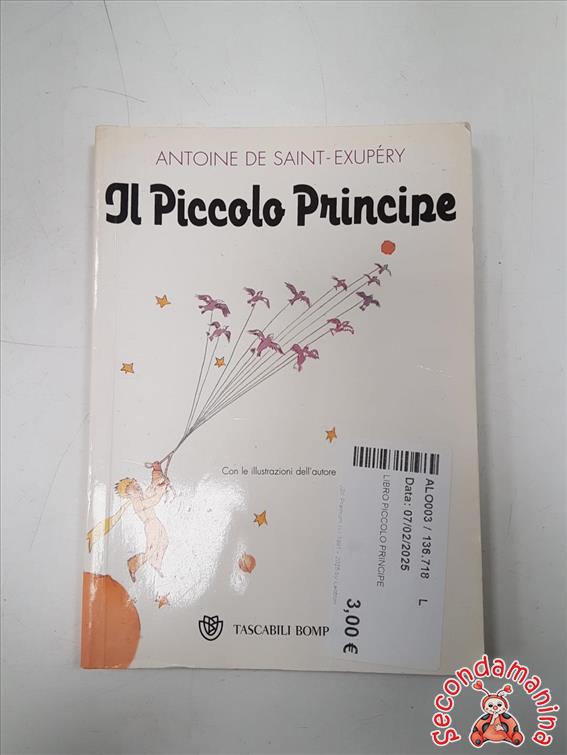 ANTOINE DE SAINT-EXUPÉRY
Il Piccolo Principe
Con le illustrazioni dell'autore
TASCABILI BOMP
ALO003 / 136.718 L
Data: 07/02/2025
LIBRO PICCOLO PRINCIPE
3,00 €
Secondamanina